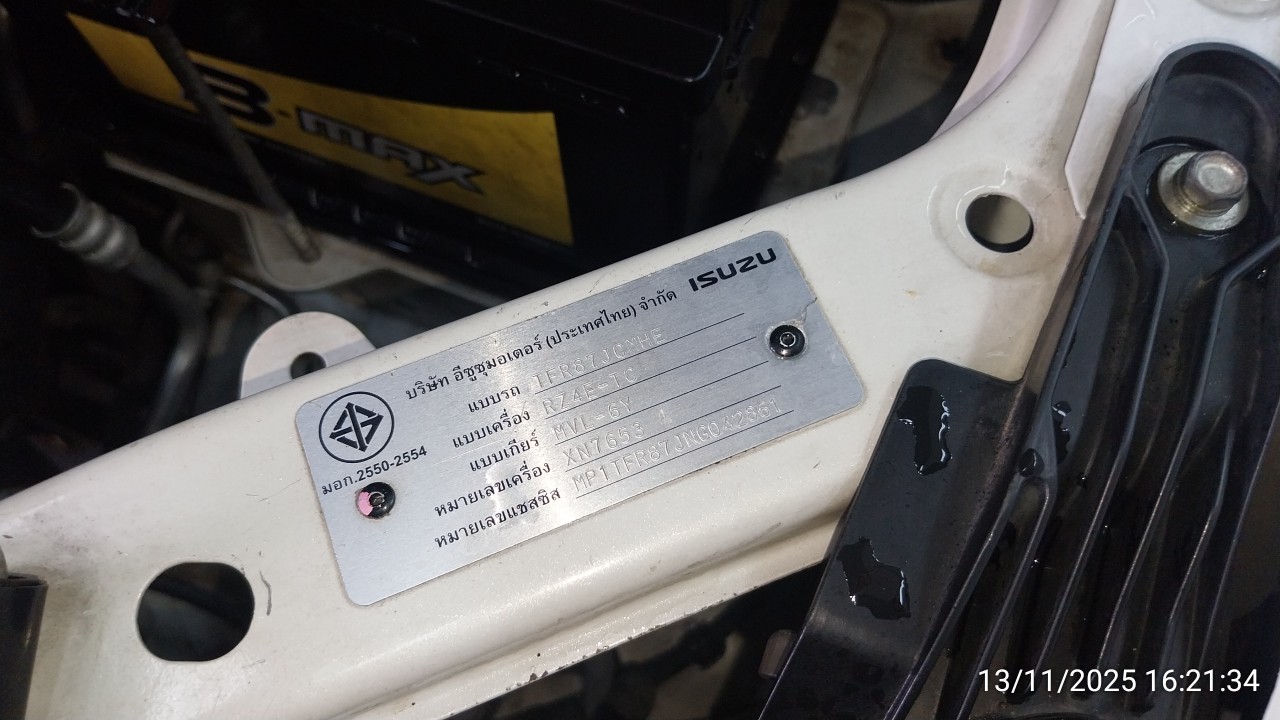 B-MAX
ISUZU
บริษัท อีซูซุมอเตอร์ (ประเทศไทย) จำกัด
แบบรถ
แบบเครื่อง RZ4E-TC
แบบเกียร์ MVL-6Y
หมายเลขเครื่อง XN7653
หมายเลขแชสซิส
มอก.2550-2554
13/11/2025 16:21:34